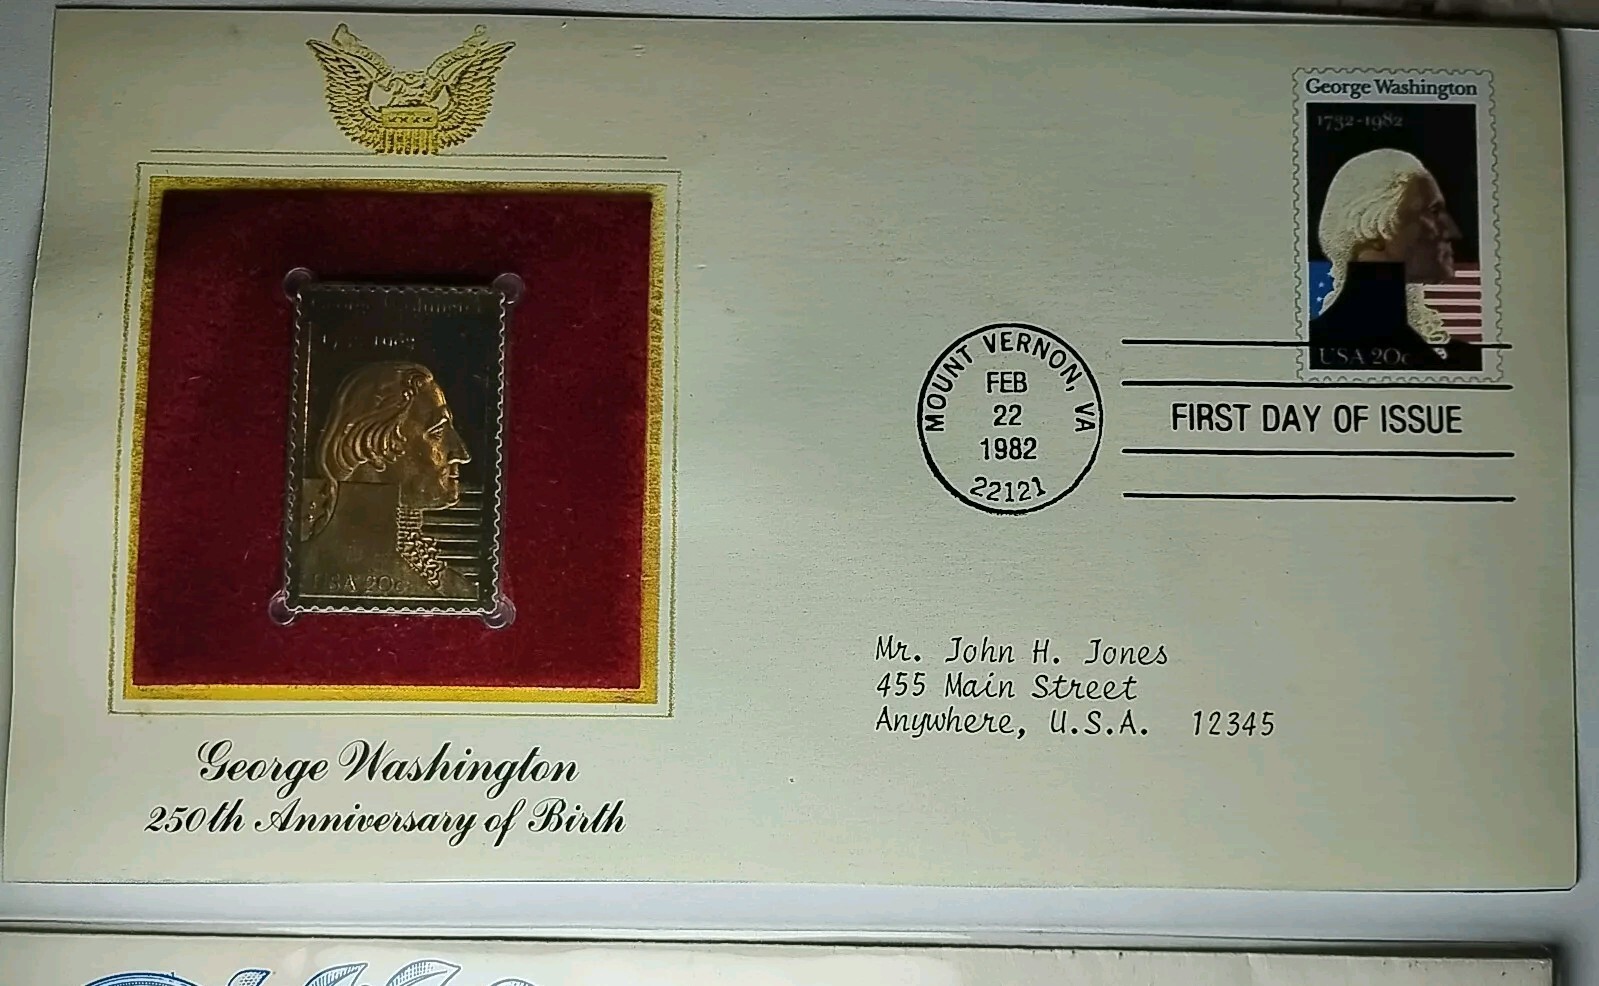 George Washington
1732-1982
USA 20c
USA 20c
MOUNT VERNON, VA
FEB
22
1982
22121
FIRST DAY OF ISSUE
Mr. John H. Jones
455 Main Street
Anywhere, U.S.A. 12345
George Washington
250th Anniversary of Birth